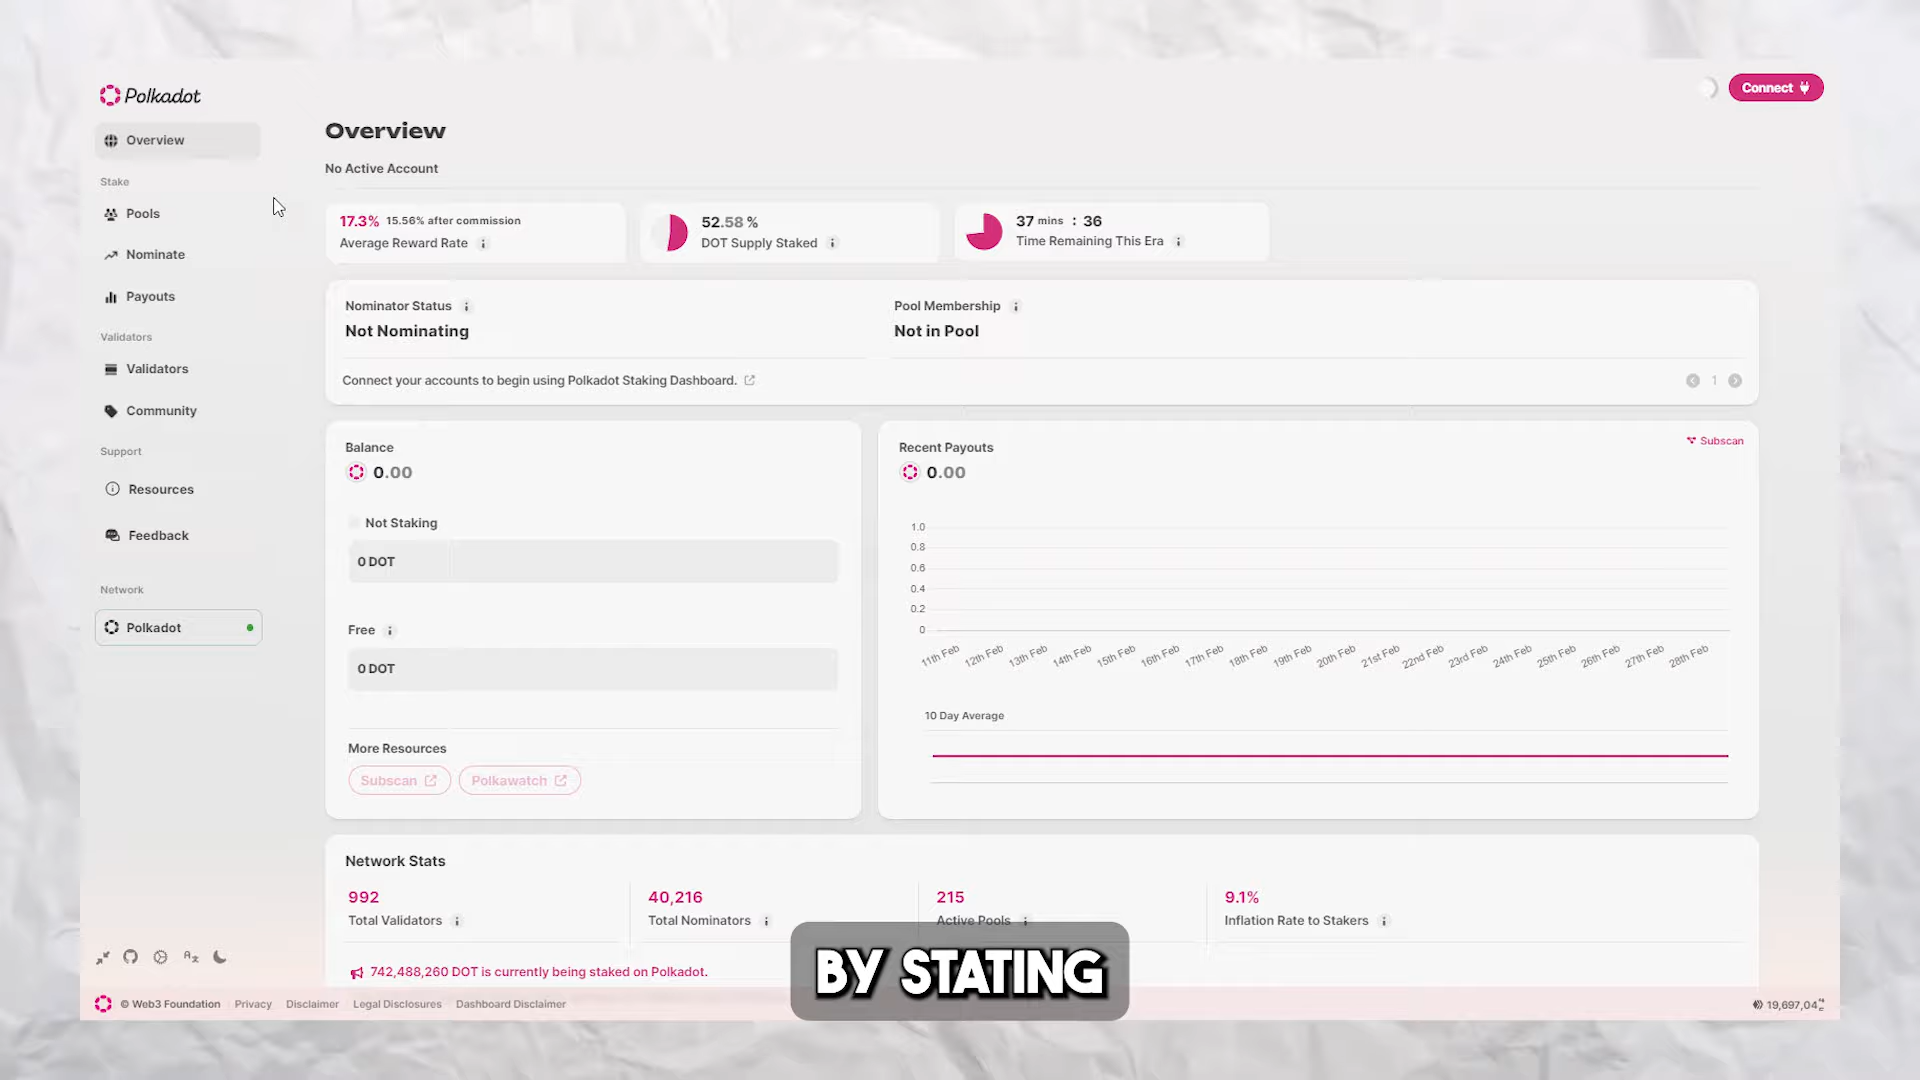 Polkadot
Connect
Overview
Overview
No Active Account
Stake
Pools
Nominate
Payouts
Validators
Validators
Community
Support
Resources
Feedback
Network
Polkadot
17.3% 15.56% after commission
Average Reward Rate
52.58 %
DOT Supply Staked
37 mins : 36
Time Remaining This Era
Nominator Status
Not Nominating
Pool Membership
Not in Pool
Connect your accounts to begin using Polkadot Staking Dashboard.
1
Balance
0.00
Not Staking
0 DOT
Free
0 DOT
More Resources
Subscan
Polkawatch
Recent Payouts
Subscan
0.00
1.0
0.8
0.6
0.4
0.2
0
11th Feb 12th Feb 13th Feb 14th Feb 15th Feb 16th Feb 17th Feb 18th Feb 19th Feb 20th Feb 21st Feb 22nd Feb 23rd Feb 24th Feb 25th Feb 26th Feb 27th Feb 28th Feb
10 Day Average
Network Stats
992
Total Validators
40,216
Total Nominators
215
Active Pools
9.1%
Inflation Rate to Stakers
742,488,260 DOT is currently being staked on Polkadot.
BY STATING
© Web3 Foundation Privacy Disclaimer Legal Disclosures Dashboard Disclaimer